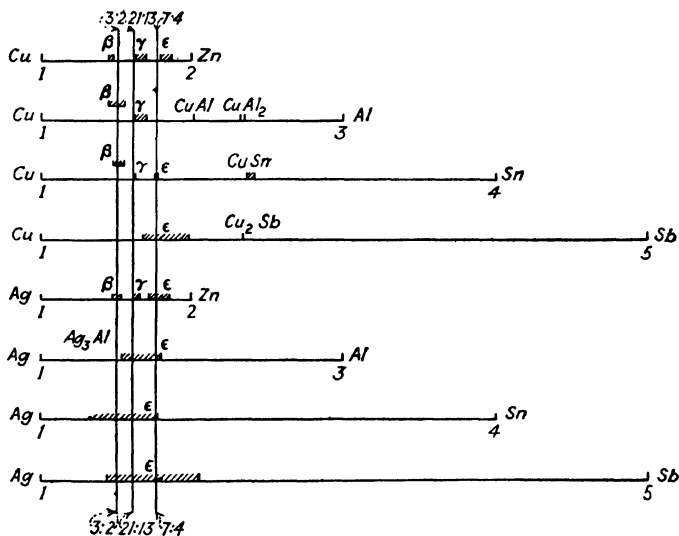 3:2 21:13 7:4
β γ ϵ
Cu Zn
1 2
β γ CuAl CuAl₂
Cu Al
1 3
β γ ϵ CuSn
Cu Sn
1 4
ϵ Cu₂Sb
Cu Sb
1 5
β γ ϵ
Ag Zn
1 2
Ag₃Al ϵ
Ag Al
1 3
ϵ
Ag Sn
1 4
ϵ
Ag Sb
1 5
3:2 21:13 7:4